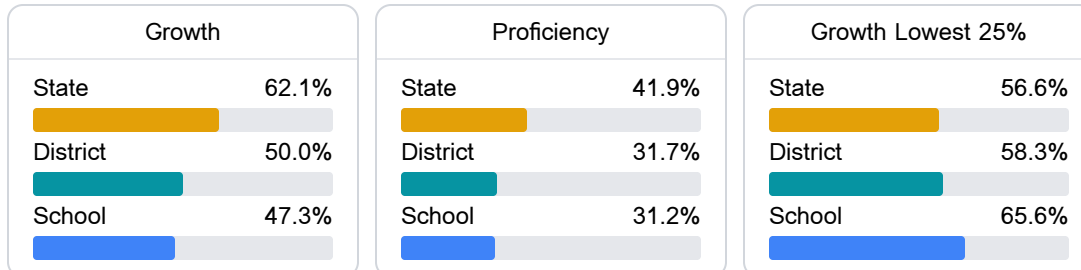 Growth
State 62.1%
District 50.0%
School 47.3%
Proficiency
State 41.9%
District 31.7%
School 31.2%
Growth Lowest 25%
State 56.6%
District 58.3%
School 65.6%